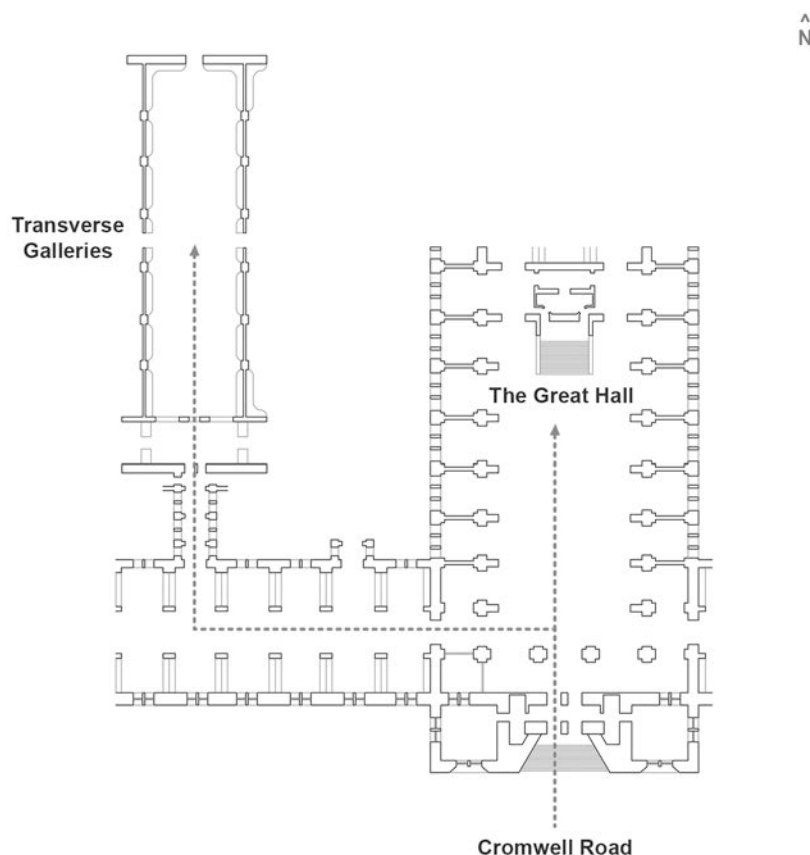 ^
N
Transverse
Galleries
The Great Hall
Cromwell Road